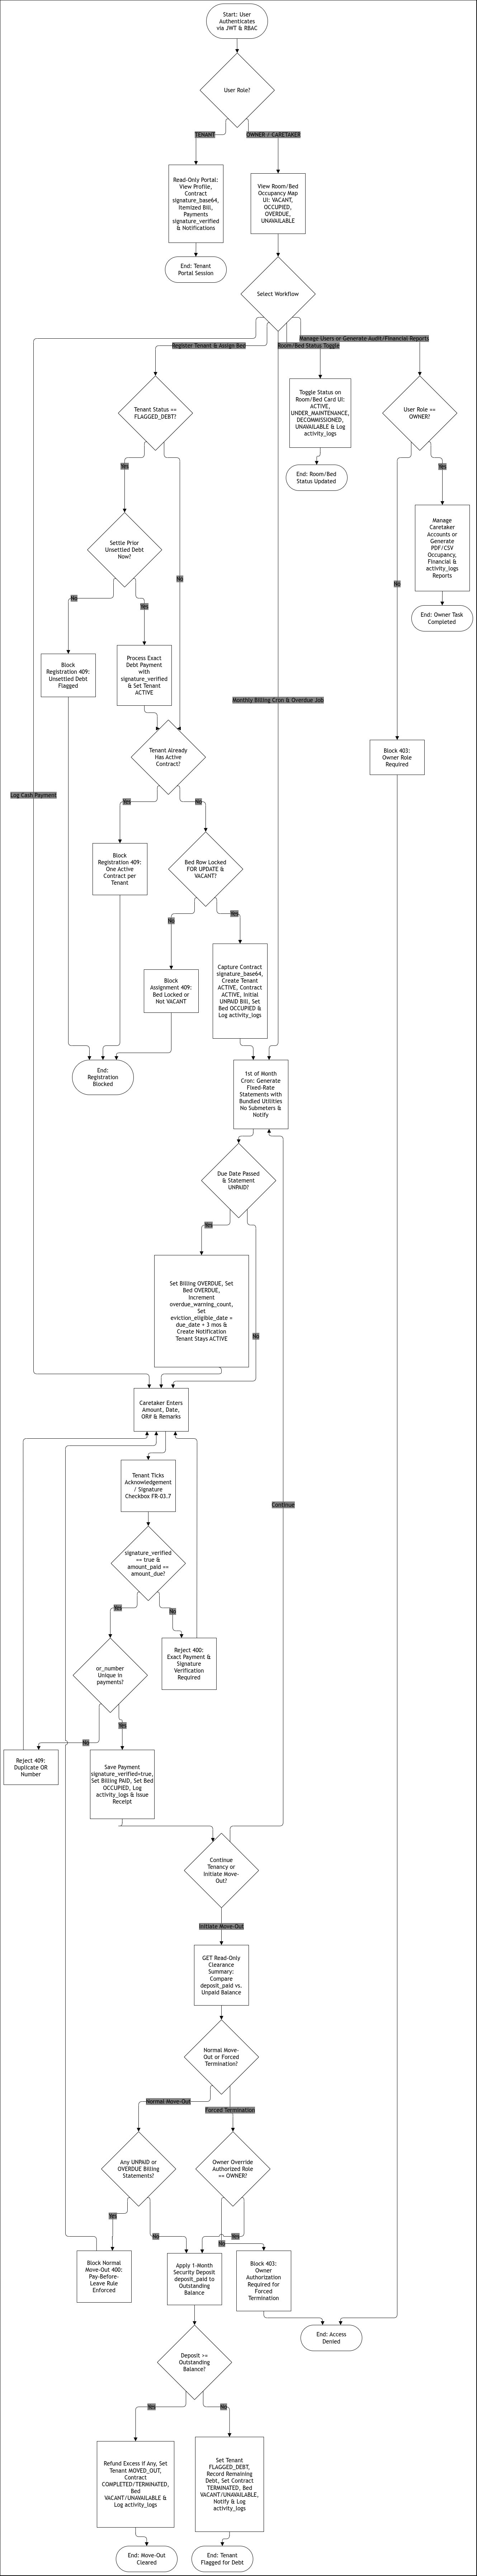 Start: User
Authenticates
via JWT & RBAC
User Role?
TENANT
OWNER / CARETAKER
Read-Only Portal:
View Profile,
Contract
signature_base64,
Itemized Bill,
Payments
signature_verified
& Notifications
View Room/Bed
Occupancy Map
UI: VACANT,
OCCUPIED,
OVERDUE,
UNAVAILABLE
End: Tenant
Portal Session
Select Workflow
Manage Users or Generate Audit/Financial Reports
Register Tenant & Assign Bed
Room/Bed Status Toggle
Tenant Status ==
FLAGGED_DEBT?
Toggle Status on
Room/Bed Card UI:
ACTIVE,
UNDER_MAINTENANCE,
DECOMMISSIONED,
UNAVAILABLE & Log
activity_logs
User Role ==
OWNER?
Yes
Yes
End: Room/Bed
Status Updated
Settle Prior
Unsettled Debt
Now?
Manage
Caretaker
Accounts or
Generate
PDF/CSV
Occupancy,
Financial &
activity_logs
Reports
No
No
No
Yes
End: Owner Task
Completed
Block
Registration 409:
Unsettled Debt
Flagged
Process Exact
Debt Payment
with
signature_verified
& Set Tenant
ACTIVE
Monthly Billing Cron & Overdue Job
Tenant Already
Has Active
Contract?
Block 403:
Owner Role
Required
Log Cash Payment
Yes
No
Block
Registration 409:
One Active
Contract per
Tenant
Bed Row Locked
FOR UPDATE &
VACANT?
No
Yes
Block
Assignment 409:
Bed Locked or
Not VACANT
Capture Contract
signature_base64,
Create Tenant
ACTIVE, Contract
ACTIVE, Initial
UNPAID Bill, Set
Bed OCCUPIED &
Log activity_logs
End:
Registration
Blocked
1st of Month
Cron: Generate
Fixed-Rate
Statements with
Bundled Utilities
No Submeters &
Notify
Due Date Passed
& Statement
UNPAID?
Yes
Set Billing OVERDUE, Set
Bed OVERDUE,
Increment
overdue_warning_count,
Set
eviction_eligible_date =
due_date + 3 mos &
Create Notification
Tenant Stays ACTIVE
No
Caretaker Enters
Amount, Date,
OR# & Remarks
Tenant Ticks
Acknowledgement
/ Signature
Checkbox FR-03.7
Continue
signature_verified
== true &
amount_paid ==
amount_due?
Yes
No
or_number
Unique in
payments?
Reject 400:
Exact Payment &
Signature
Verification
Required
No
Yes
Reject 409:
Duplicate OR
Number
Save Payment
signature_verified=true,
Set Billing PAID, Set Bed
OCCUPIED, Log
activity_logs & Issue
Receipt
Continue
Tenancy or
Initiate Move-
Out?
Initiate Move-Out
GET Read-Only
Clearance
Summary:
Compare
deposit_paid vs.
Unpaid Balance
Normal Move-
Out or Forced
Termination?
Normal Move-Out
Forced Termination
Any UNPAID or
OVERDUE Billing
Statements?
Owner Override
Authorized Role
== OWNER?
Yes
No
Yes
No
Block Normal
Move-Out 400:
Pay-Before-
Leave Rule
Enforced
Apply 1-Month
Security Deposit
deposit_paid to
Outstanding
Balance
Block 403:
Owner
Authorization
Required for
Forced
Termination
End: Access
Denied
Deposit >=
Outstanding
Balance?
Yes
No
Refund Excess if Any, Set
Tenant MOVED_OUT,
Contract
COMPLETED/TERMINATED,
Bed
VACANT/UNAVAILABLE &
Log activity_logs
Set Tenant
FLAGGED_DEBT,
Record Remaining
Debt, Set Contract
TERMINATED, Bed
VACANT/UNAVAILABLE,
Notify & Log
activity_logs
End: Move-Out
Cleared
End: Tenant
Flagged for Debt